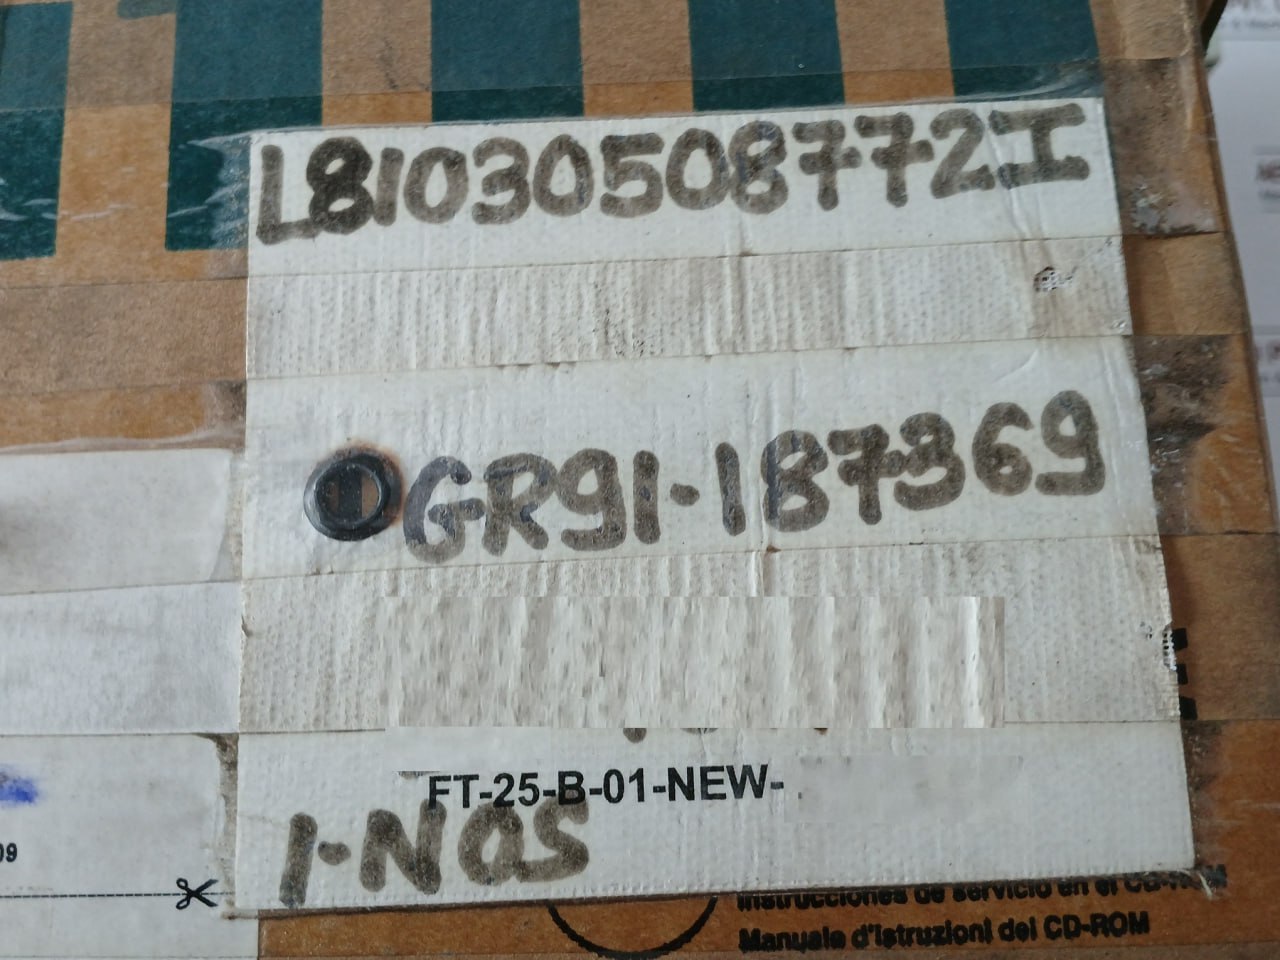 L81030508772I
GR91-187369
FT-25-B-01-NEW-
1-NOS
09
Instrucciones de servicio en el CD-ROM
Manuale d'istruzioni del CD-ROM